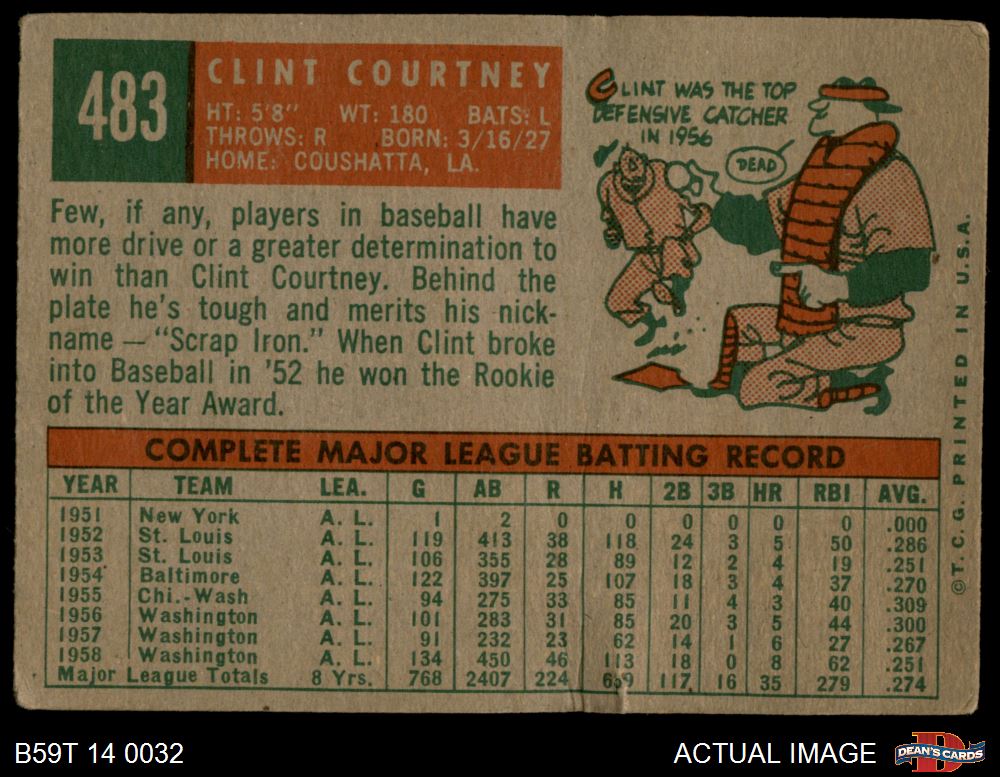 483
CLINT COURTNEY
HT: 5'8" WT: 180 BATS: L
THROWS: R BORN: 3/16/27
HOME: COUSHATTA, LA.
CLINT WAS THE TOP
DEFENSIVE CATCHER
IN 1956
DEAD
Few, if any, players in baseball have
more drive or a greater determination to
win than Clint Courtney. Behind the
plate he's tough and merits his nick-
name — "Scrap Iron." When Clint broke
into Baseball in '52 he won the Rookie
of the Year Award.
COMPLETE MAJOR LEAGUE BATTING RECORD
YEAR TEAM LEA. G AB R H 2B 3B HR RBI AVG.
1951 New York A. L. 1 2 0 0 0 0 0 0 .000
1952 St. Louis A. L. 119 413 38 118 24 3 5 50 .286
1953 St. Louis A. L. 106 355 28 89 12 2 4 19 .251
1954 Baltimore A. L. 122 397 25 107 18 3 4 37 .270
1955 Chi.-Wash A. L. 94 275 33 85 11 4 3 40 .309
1956 Washington A. L. 101 283 31 85 20 3 5 44 .300
1957 Washington A. L. 91 232 23 62 14 1 6 27 .267
1958 Washington A. L. 134 450 46 113 18 0 8 62 .251
Major League Totals 8 Yrs. 768 2407 224 659 117 16 35 279 .274
©T. C. G. PRINTED IN U.S.A.
B59T 14 0032
ACTUAL IMAGE
D
DEAN'S CARDS